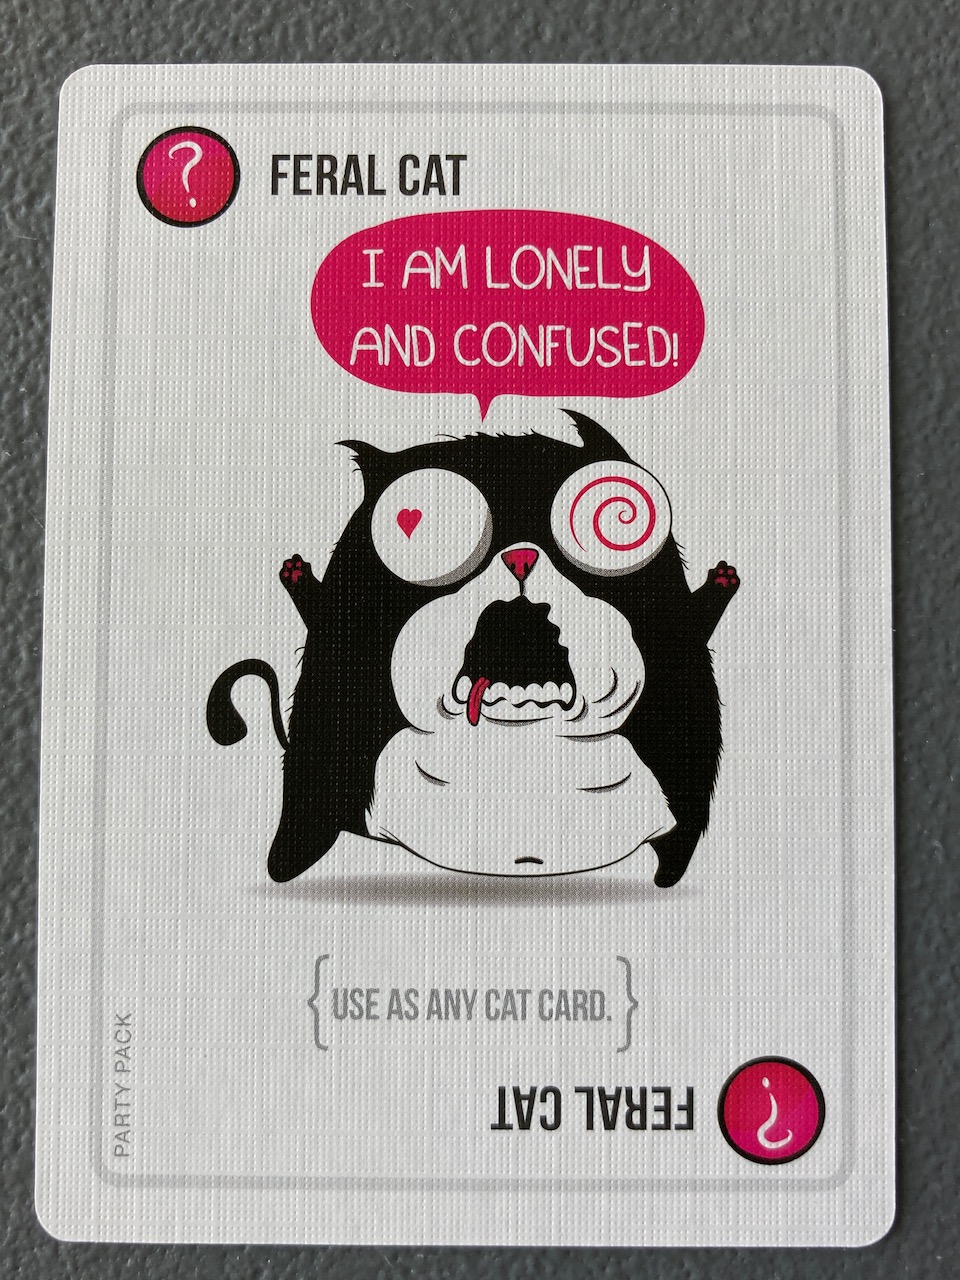 ?
FERAL CAT
I AM LONELY
AND CONFUSED!
{USE AS ANY CAT CARD.}
PARTY PACK
FERAL CAT
?